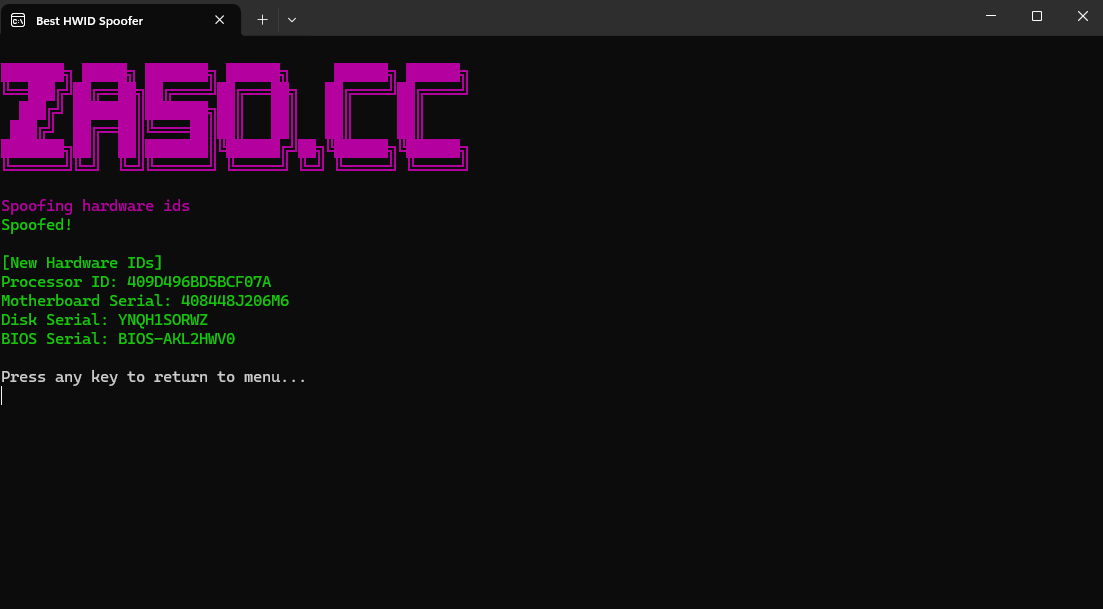 Best HWID Spoofer
ZASO.CC
Spoofing hardware ids
Spoofed!
[New Hardware IDs]
Processor ID: 409D496BD5BCF07A
Motherboard Serial: 408448J206M6
Disk Serial: YNQH1SORWZ
BIOS Serial: BIOS-AKL2HWV0
Press any key to return to menu...